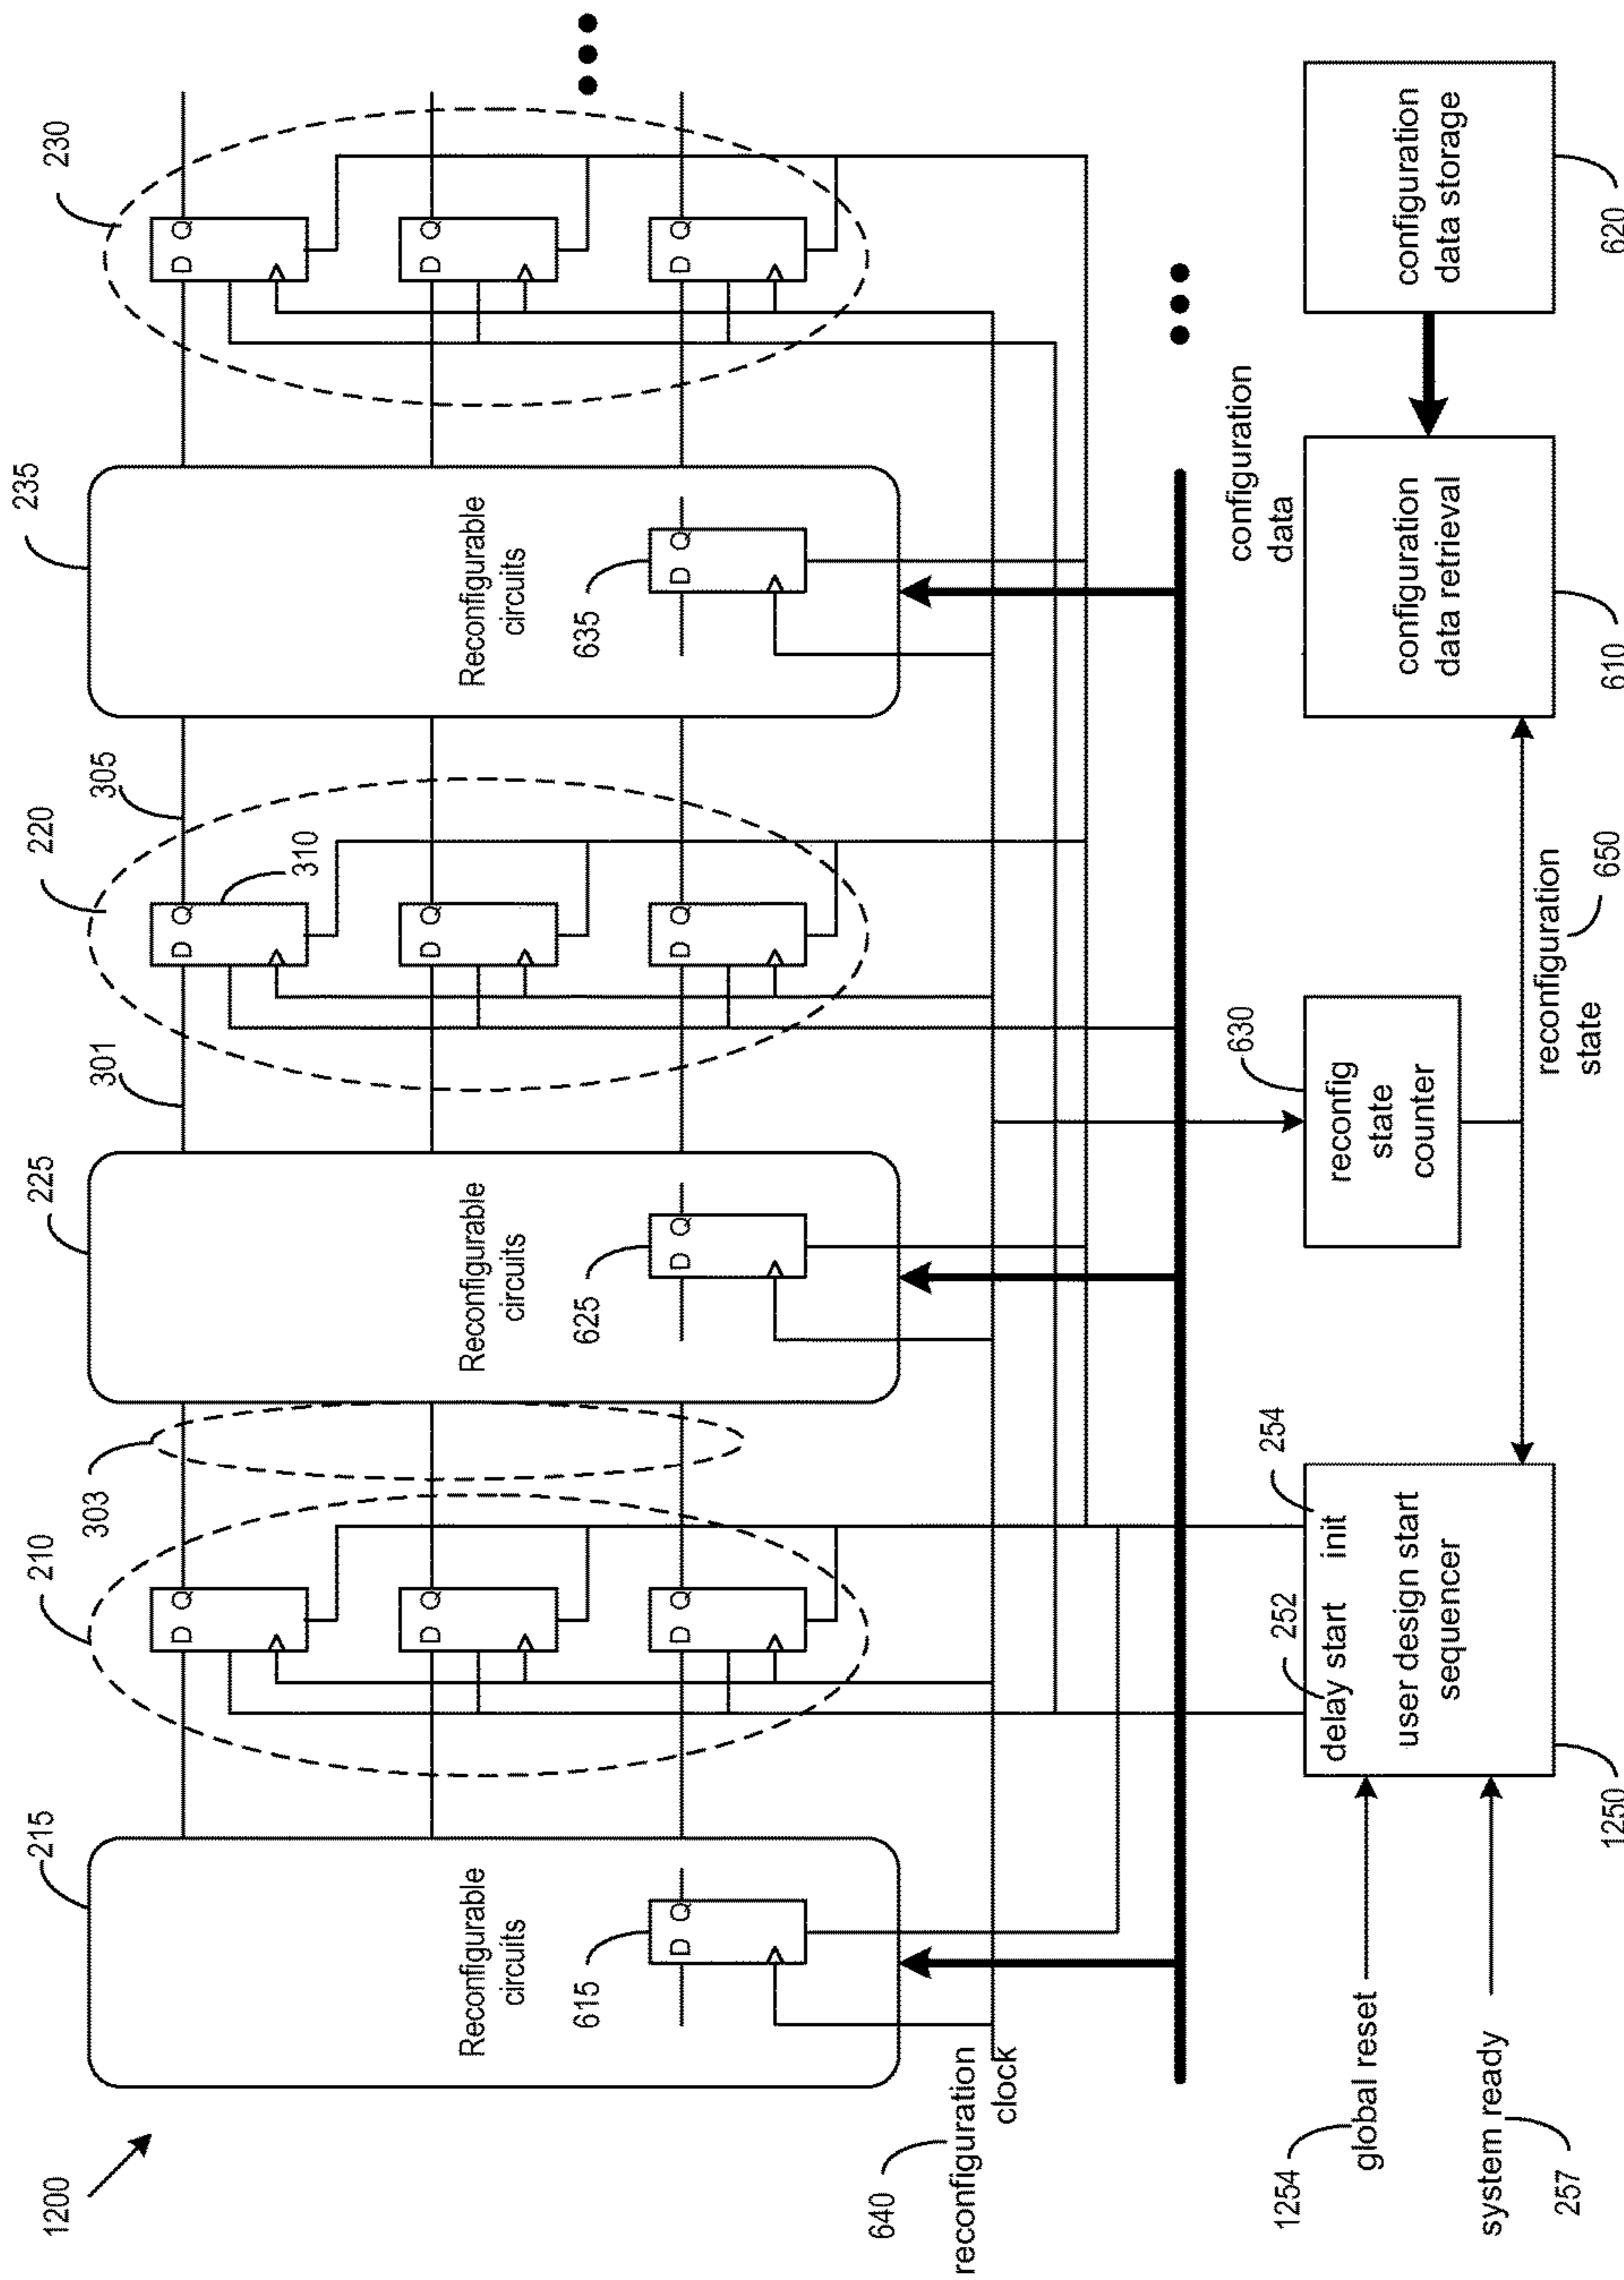 1200
215
210
303
225
220
235
230
301
305
310
D Q
D Q
D Q
D Q
D Q
D Q
D Q
D Q
D Q
Reconfigurable
circuits
Reconfigurable
circuits
Reconfigurable
circuits
615
D Q
625
D Q
635
D Q
640
reconfiguration
clock
configuration
data
1254
global reset
system ready
257
delay start
252
init
254
user design start
sequencer
1250
630
reconfig
state
counter
reconfiguration
state
650
configuration
data retrieval
610
configuration
data storage
620